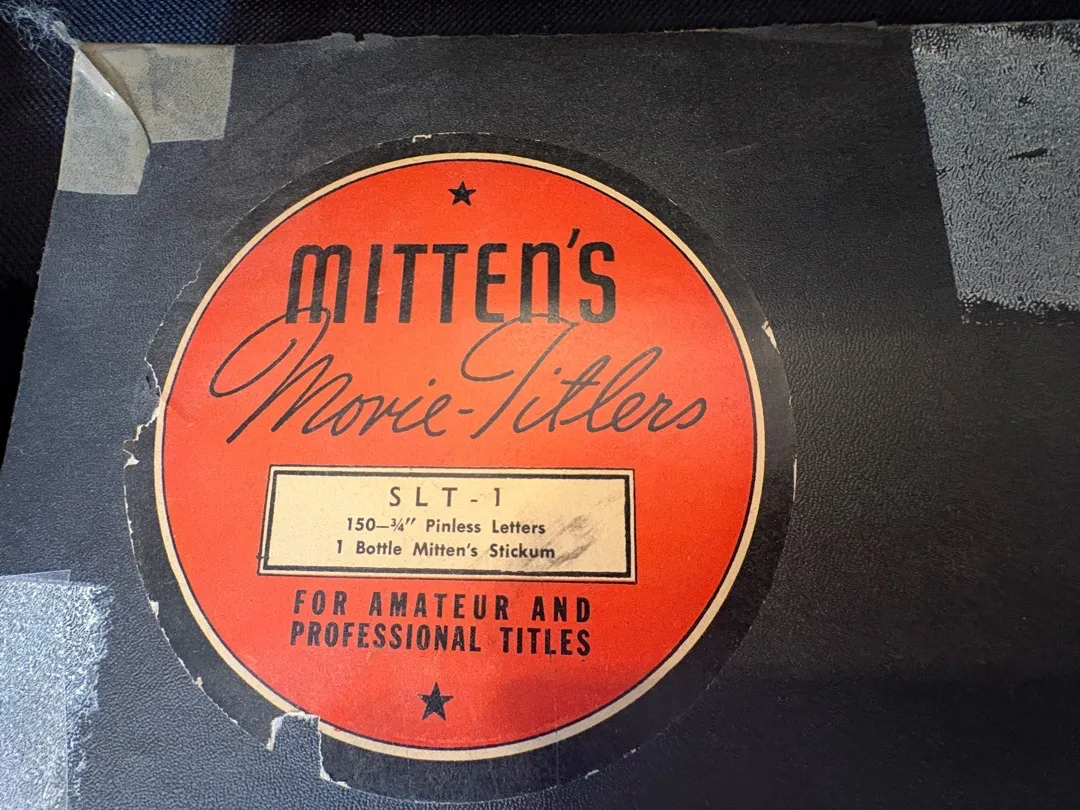 MITTEN'S
Movie-Titlers
SLT-1
150—¾" Pinless Letters
1 Bottle Mitten's Stickum
FOR AMATEUR AND
PROFESSIONAL TITLES